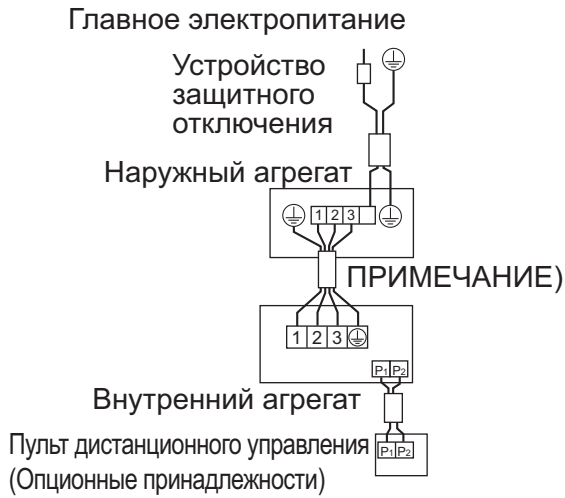 Главное электропитание
Устройство
защитного
отключения
Наружный агрегат
1 2 3
ПРИМЕЧАНИЕ)
1 2 3
P1 P2
Внутренний агрегат
Пульт дистанционного управления
P1 P2
(Опционные принадлежности)